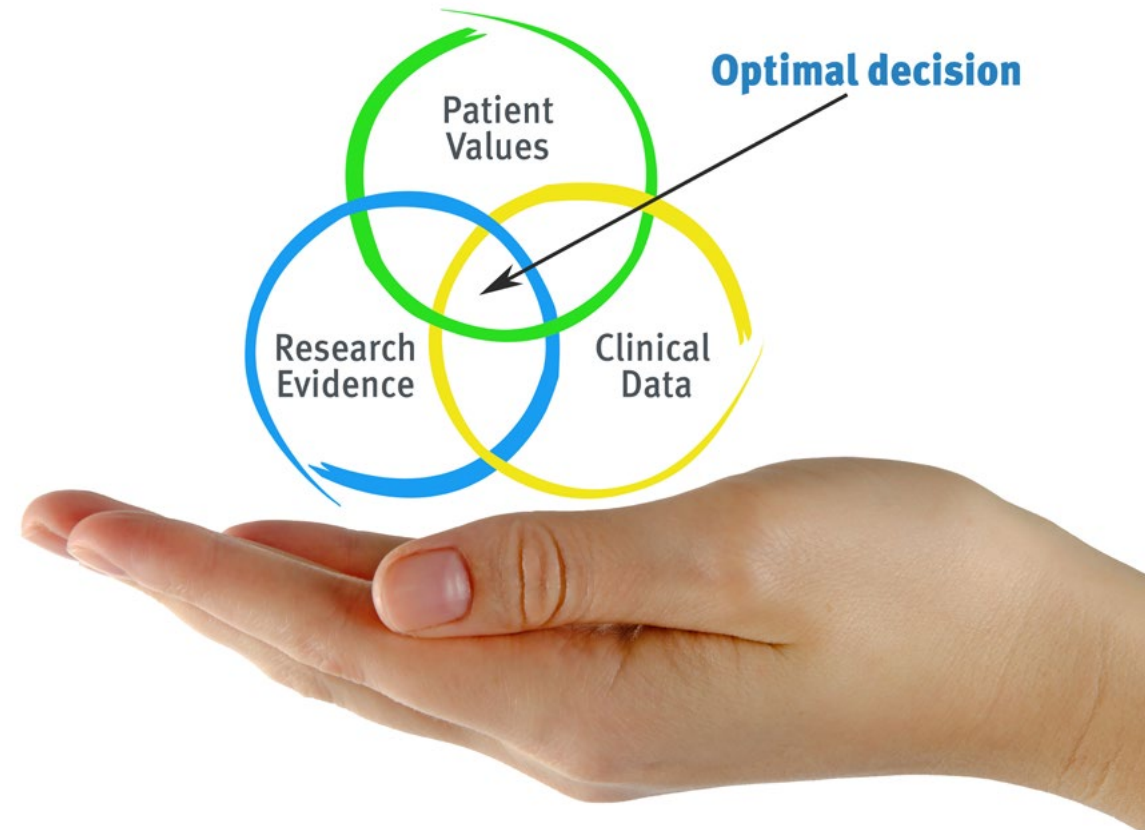 Optimal decision
Patient
Values
Research
Evidence
Clinical
Data